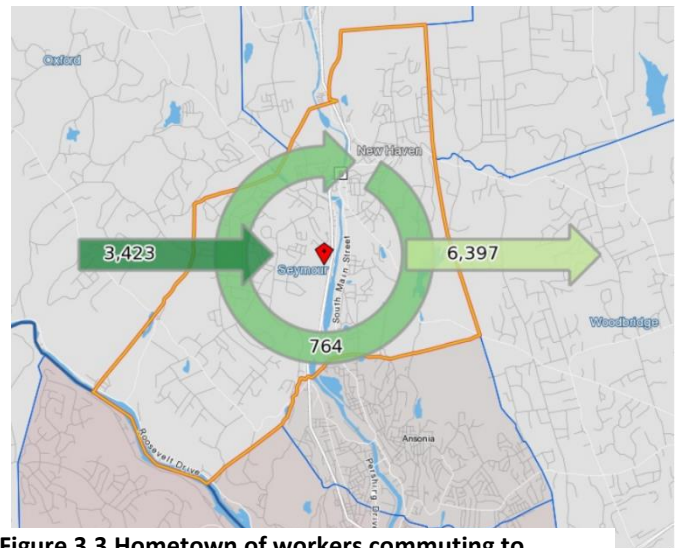 Oxford
New Haven
3,423
6,397
Seymour
South Main Street
Woodbridge
764
Ansonia
Roosevelt Drive
Pershing Drive
Figure 3.3 Hometown of workers commuting to